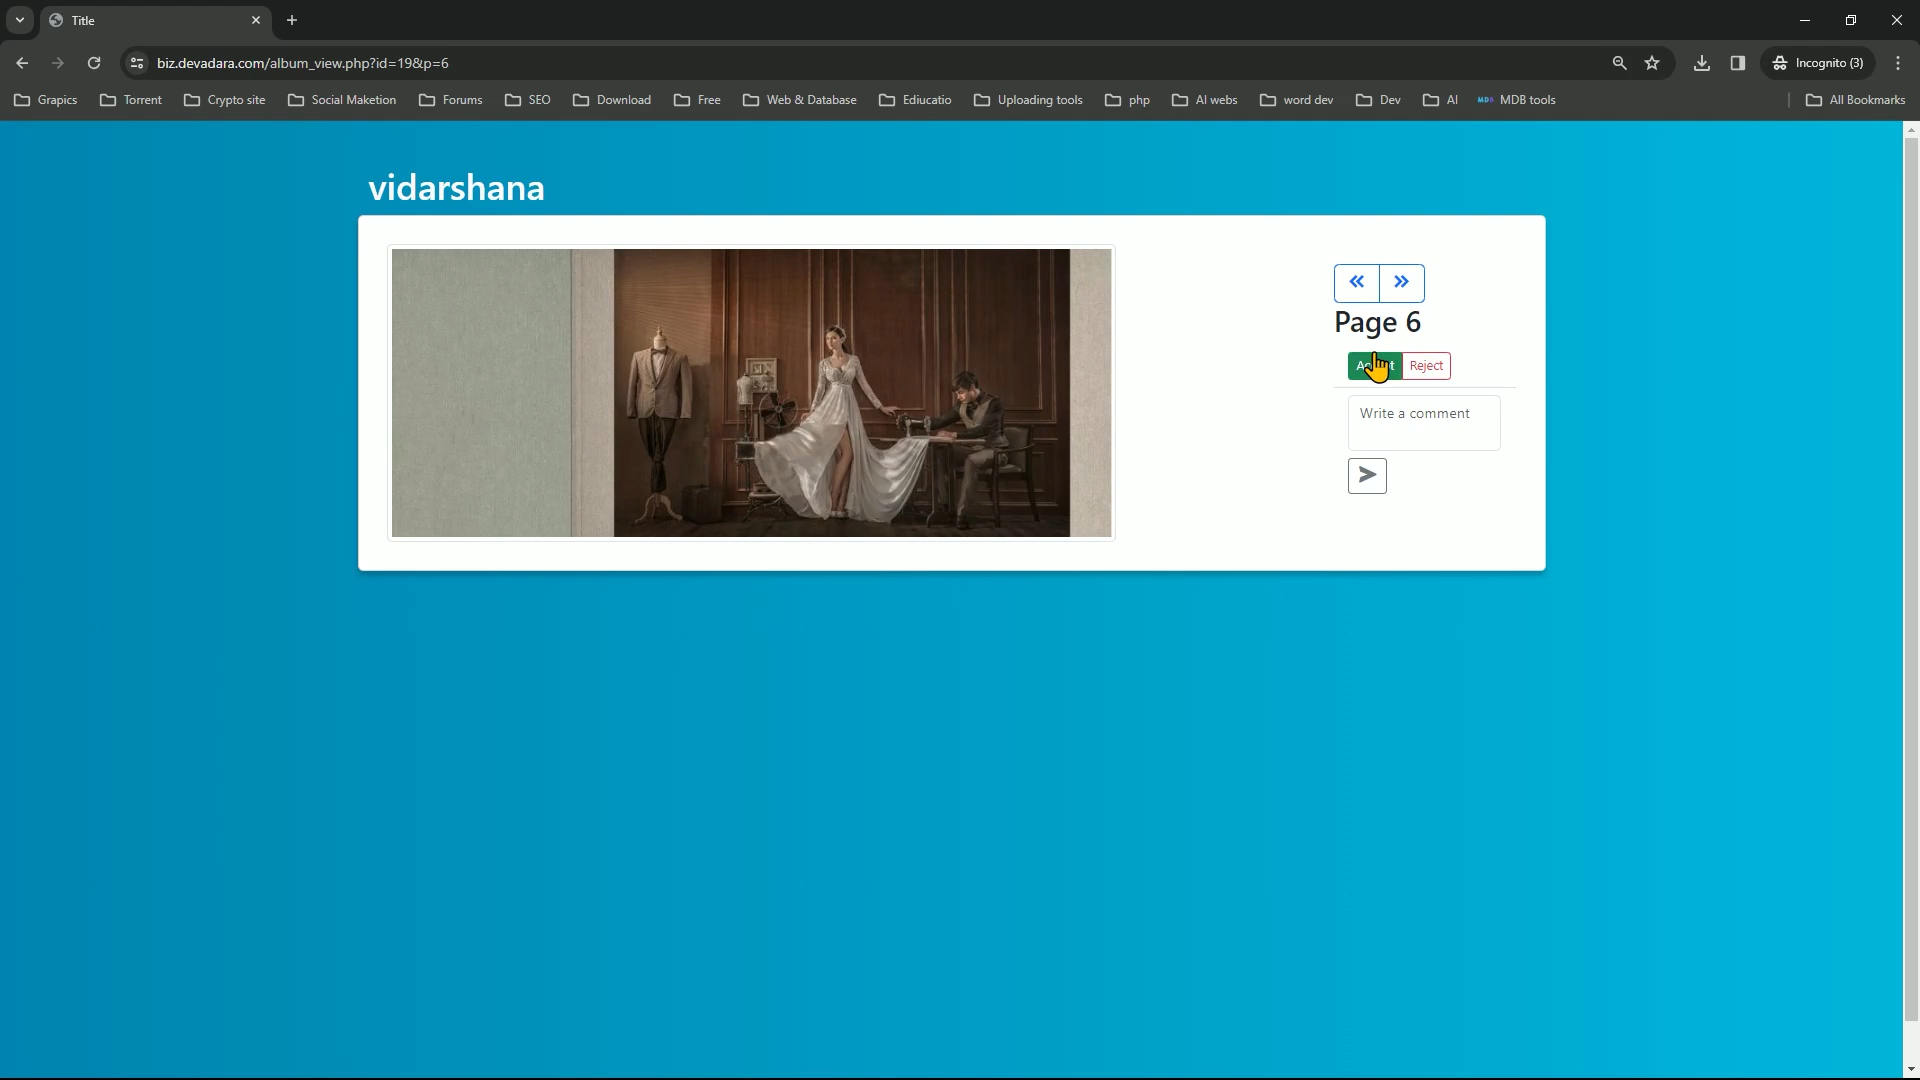 Title
biz.devadara.com/album_view.php?id=19&p=6
Incognito (3)
Grapics
Torrent
Crypto site
Social Maketion
Forums
SEO
Download
Free
Web & Database
Ediucatio
Uploading tools
php
AI webs
word dev
Dev
AI
MDB tools
All Bookmarks
vidarshana
Page 6
Reject
Write a comment